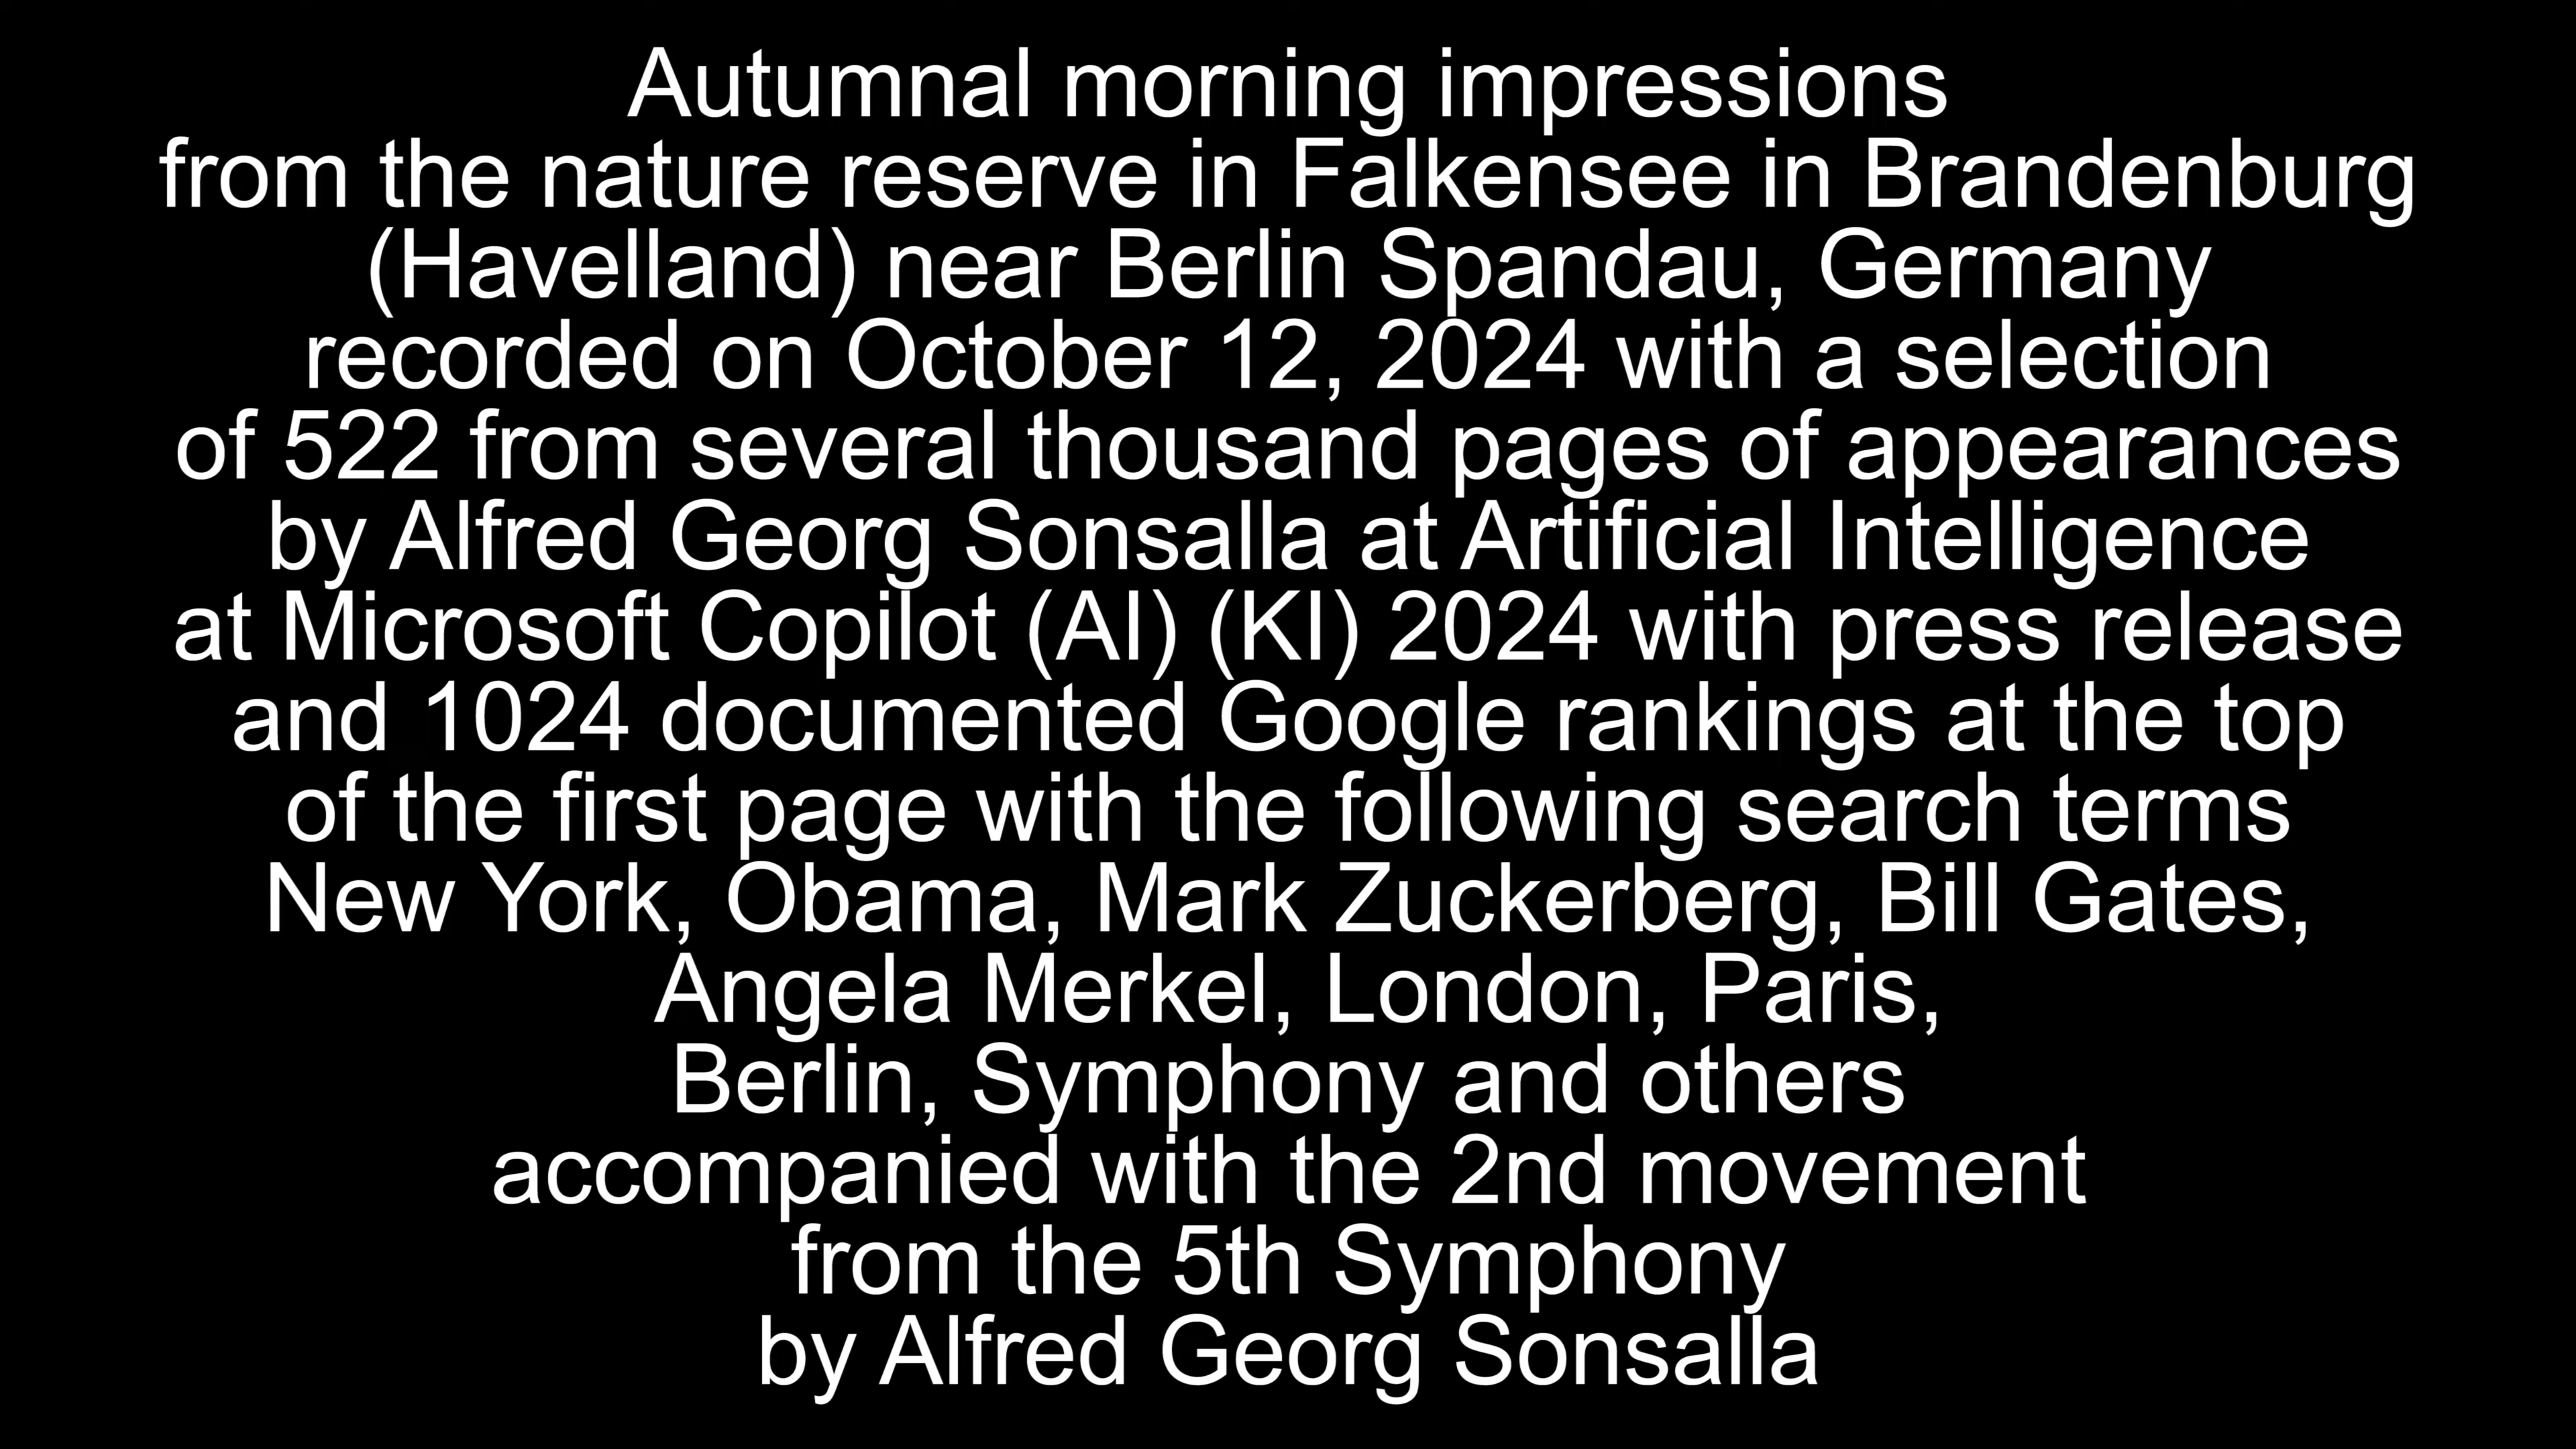 Autumnal morning impressions
from the nature reserve in Falkensee in Brandenburg
(Havelland) near Berlin Spandau, Germany
recorded on October 12, 2024 with a selection
of 522 from several thousand pages of appearances
by Alfred Georg Sonsalla at Artificial Intelligence
at Microsoft Copilot (AI) (KI) 2024 with press release
and 1024 documented Google rankings at the top
of the first page with the following search terms
New York, Obama, Mark Zuckerberg, Bill Gates,
Angela Merkel, London, Paris,
Berlin, Symphony and others
accompanied with the 2nd movement
from the 5th Symphony
by Alfred Georg Sonsalla